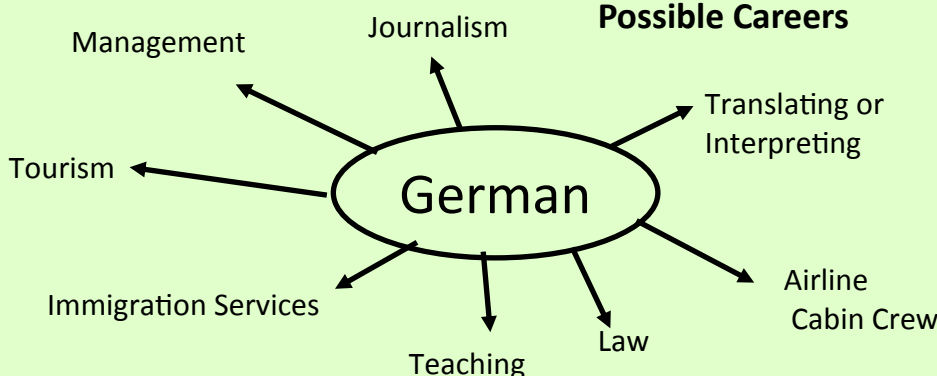 Possible Careers
Journalism
Management
Translating or
Interpreting
Tourism
German
Airline
Cabin Crew
Immigration Services
Law
Teaching